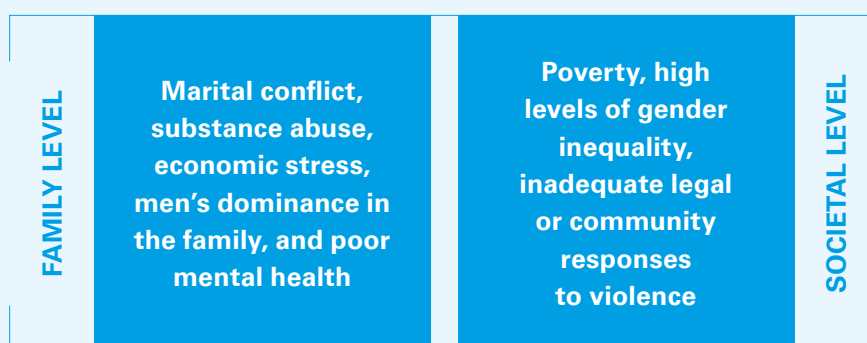 FAMILY LEVEL
Marital conflict,
substance abuse,
economic stress,
men’s dominance in
the family, and poor
mental health
Poverty, high
levels of gender
inequality,
inadequate legal
or community
responses
to violence
SOCIETAL LEVEL